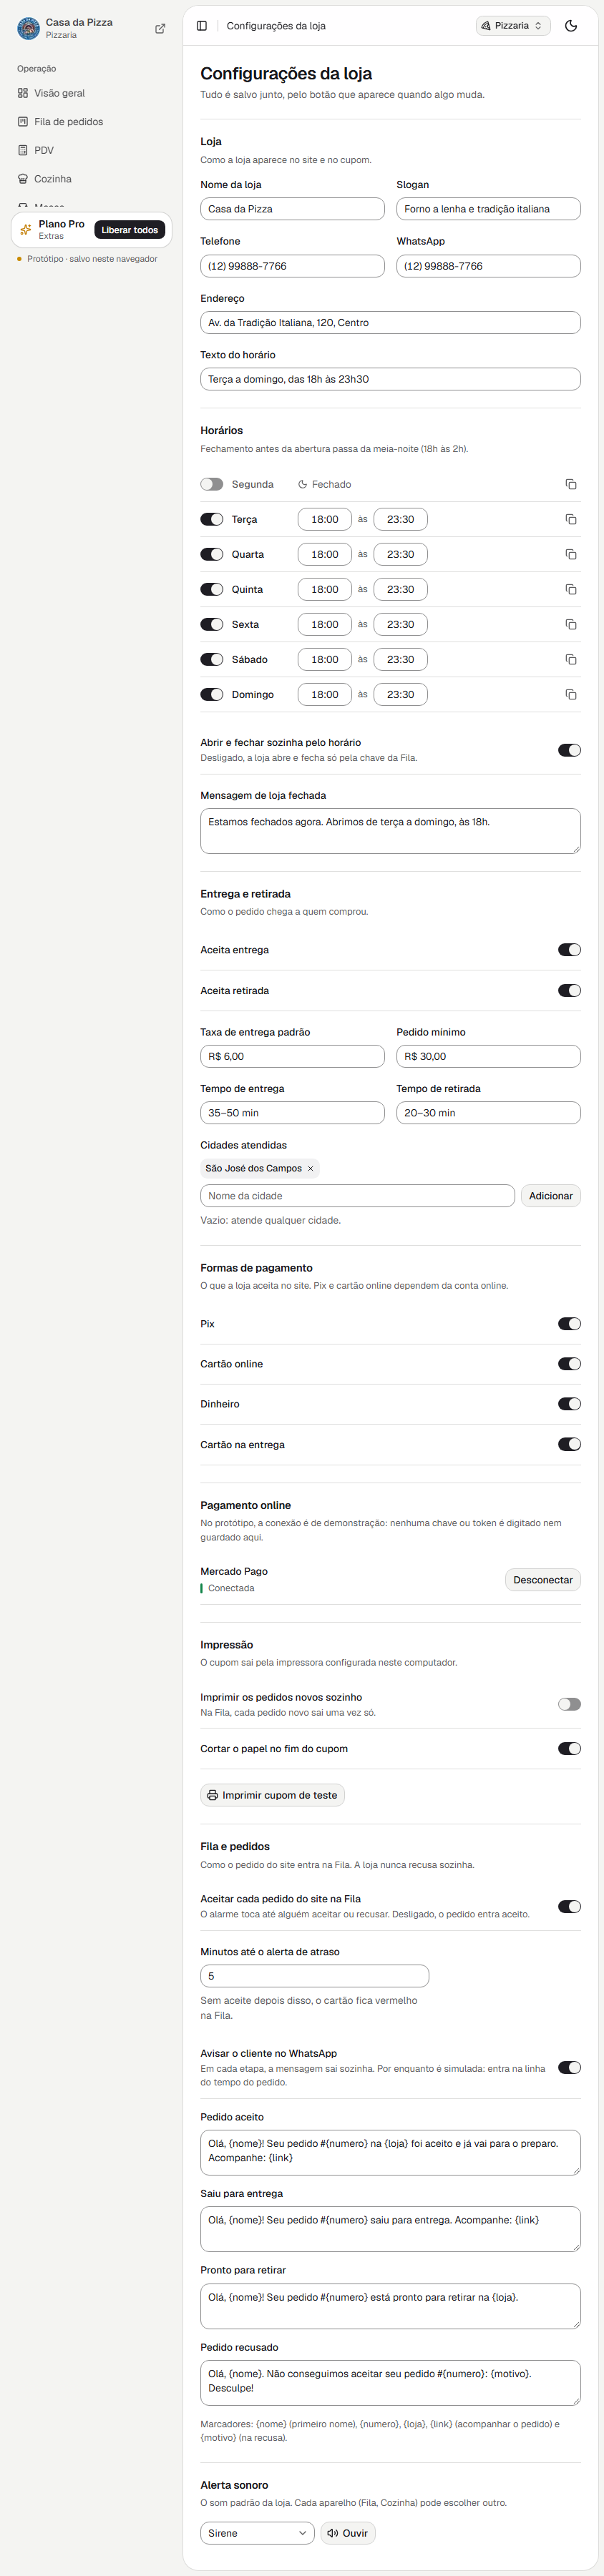 Casa da Pizza
Pizzaria
Operação
Visão geral
Fila de pedidos
PDV
Cozinha
Plano Pro
Extras
Liberar todos
Protótipo · salvo neste navegador
Configurações da loja
Pizzaria
Configurações da loja
Tudo é salvo junto, pelo botão que aparece quando algo muda.
Loja
Como a loja aparece no site e no cupom.
Nome da loja
Slogan
Casa da Pizza
Forno a lenha e tradição italiana
Telefone
WhatsApp
(12) 99888-7766
(12) 99888-7766
Endereço
Av. da Tradição Italiana, 120, Centro
Texto do horário
Terça a domingo, das 18h às 23h30
Horários
Fechamento antes da abertura passa da meia-noite (18h às 2h).
Segunda Fechado
Terça 18:00 às 23:30
Quarta 18:00 às 23:30
Quinta 18:00 às 23:30
Sexta 18:00 às 23:30
Sábado 18:00 às 23:30
Domingo 18:00 às 23:30
Abrir e fechar sozinha pelo horário
Desligado, a loja abre e fecha só pela chave da Fila.
Mensagem de loja fechada
Estamos fechados agora. Abrimos de terça a domingo, às 18h.
Entrega e retirada
Como o pedido chega a quem comprou.
Aceita entrega
Aceita retirada
Taxa de entrega padrão
Pedido mínimo
R$ 6,00
R$ 30,00
Tempo de entrega
Tempo de retirada
35–50 min
20–30 min
Cidades atendidas
São José dos Campos ×
Nome da cidade
Adicionar
Vazio: atende qualquer cidade.
Formas de pagamento
O que a loja aceita no site. Pix e cartão online dependem da conta online.
Pix
Cartão online
Dinheiro
Cartão na entrega
Pagamento online
No protótipo, a conexão é de demonstração: nenhuma chave ou token é digitado nem
guardado aqui.
Mercado Pago
Conectada
Desconectar
Impressão
O cupom sai pela impressora configurada neste computador.
Imprimir os pedidos novos sozinho
Na Fila, cada pedido novo sai uma vez só.
Cortar o papel no fim do cupom
Imprimir cupom de teste
Fila e pedidos
Como o pedido do site entra na Fila. A loja nunca recusa sozinha.
Aceitar cada pedido do site na Fila
O alarme toca até alguém aceitar ou recusar. Desligado, o pedido entra aceito.
Minutos até o alerta de atraso
5
Sem aceite depois disso, o cartão fica vermelho
na Fila.
Avisar o cliente no WhatsApp
Em cada etapa, a mensagem sai sozinha. Por enquanto é simulada: entra na linha
do tempo do pedido.
Pedido aceito
Olá, {nome}! Seu pedido #{numero} na {loja} foi aceito e já vai para o preparo.
Acompanhe: {link}
Saiu para entrega
Olá, {nome}! Seu pedido #{numero} saiu para entrega. Acompanhe: {link}
Pronto para retirar
Olá, {nome}! Seu pedido #{numero} está pronto para retirar na {loja}.
Pedido recusado
Olá, {nome}. Não conseguimos aceitar seu pedido #{numero}: {motivo}.
Desculpe!
Marcadores: {nome} (primeiro nome), {numero}, {loja}, {link} (acompanhar o pedido) e
{motivo} (na recusa).
Alerta sonoro
O som padrão da loja. Cada aparelho (Fila, Cozinha) pode escolher outro.
Sirene
Ouvir